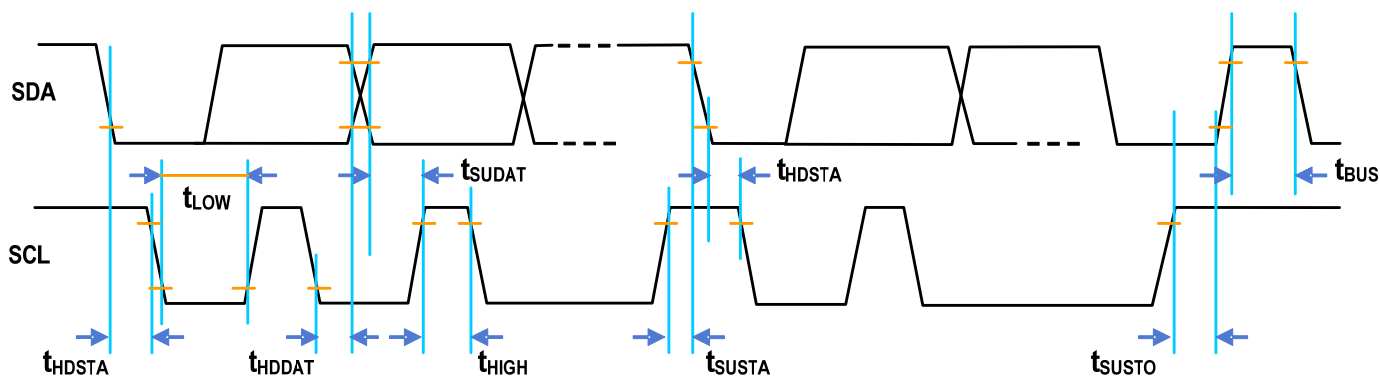 SDA
tSUDAT
tHDSTA
tBUS
tLOW
SCL
tHDSTA
tHDDAT
tHIGH
tSUSTA
tSUSTO